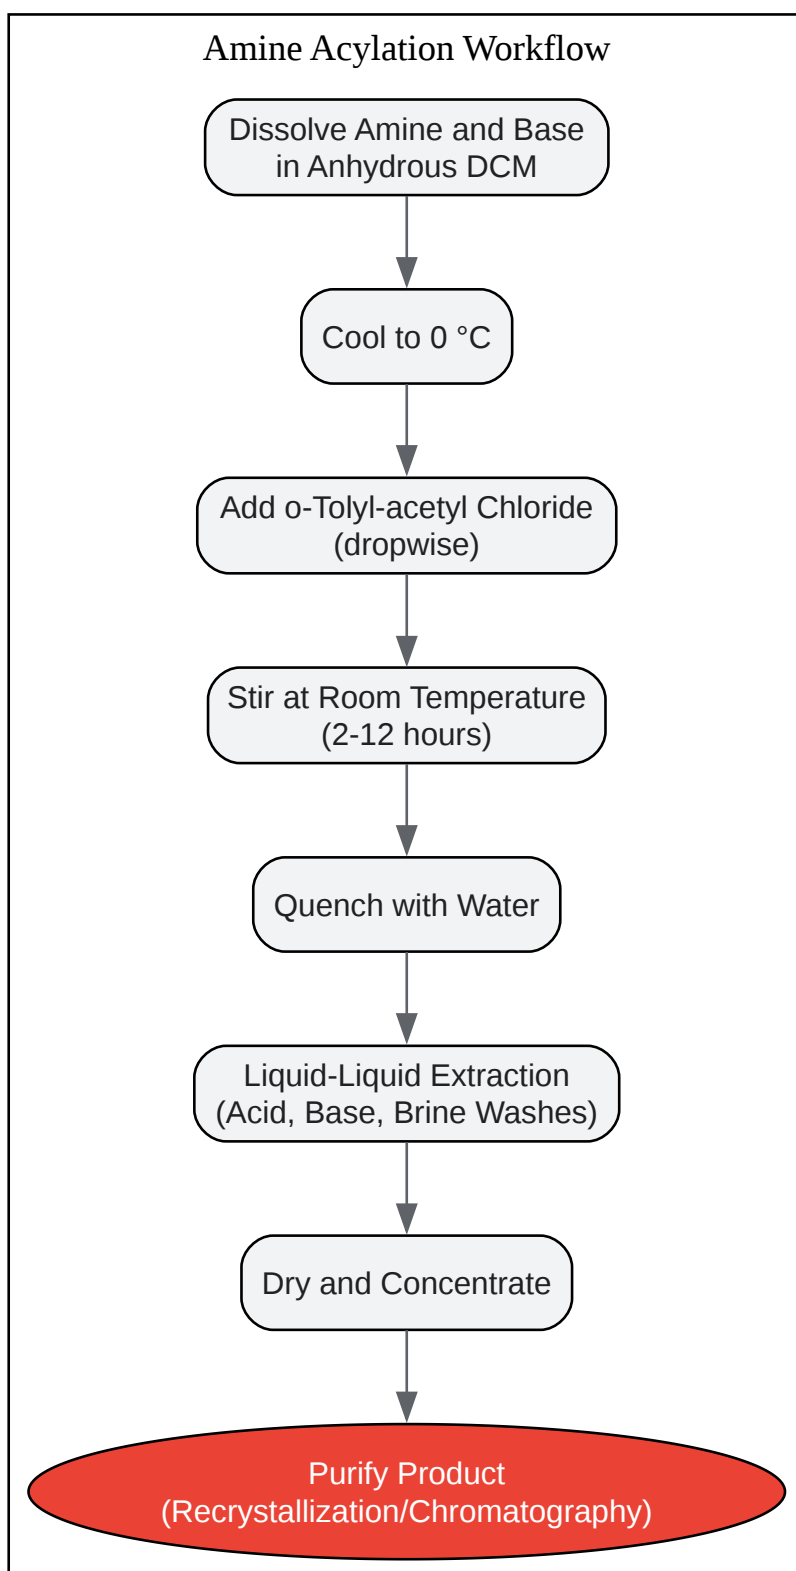 Amine Acylation Workflow
Dissolve Amine and Base
in Anhydrous DCM
Cool to 0 °C
Add o-Tolyl-acetyl Chloride
(dropwise)
Stir at Room Temperature
(2-12 hours)
Quench with Water
Liquid-Liquid Extraction
(Acid, Base, Brine Washes)
Dry and Concentrate
Purify Product
(Recrystallization/Chromatography)